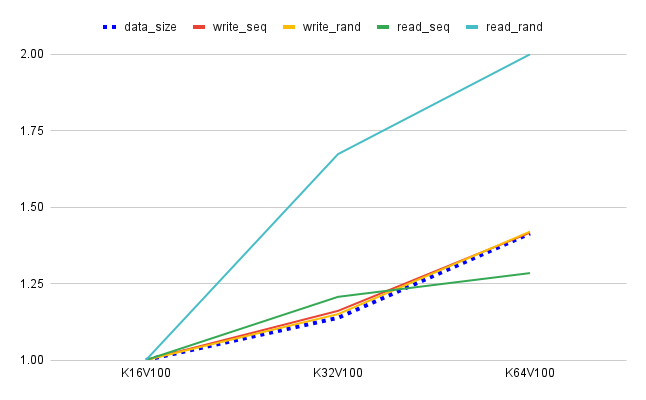 data_size write_seq write_rand read_seq read_rand
2.00
1.75
1.50
1.25
1.00
K16V100 K32V100 K64V100